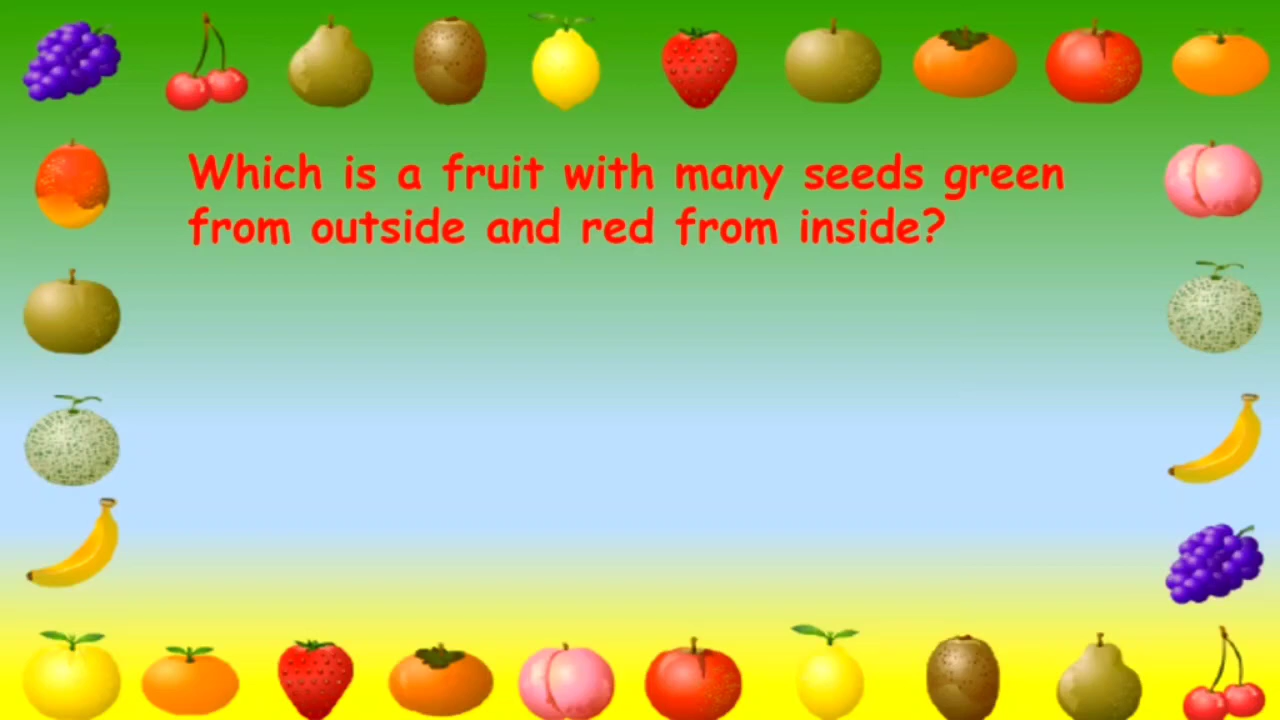 Which is a fruit with many seeds green
from outside and red from inside?